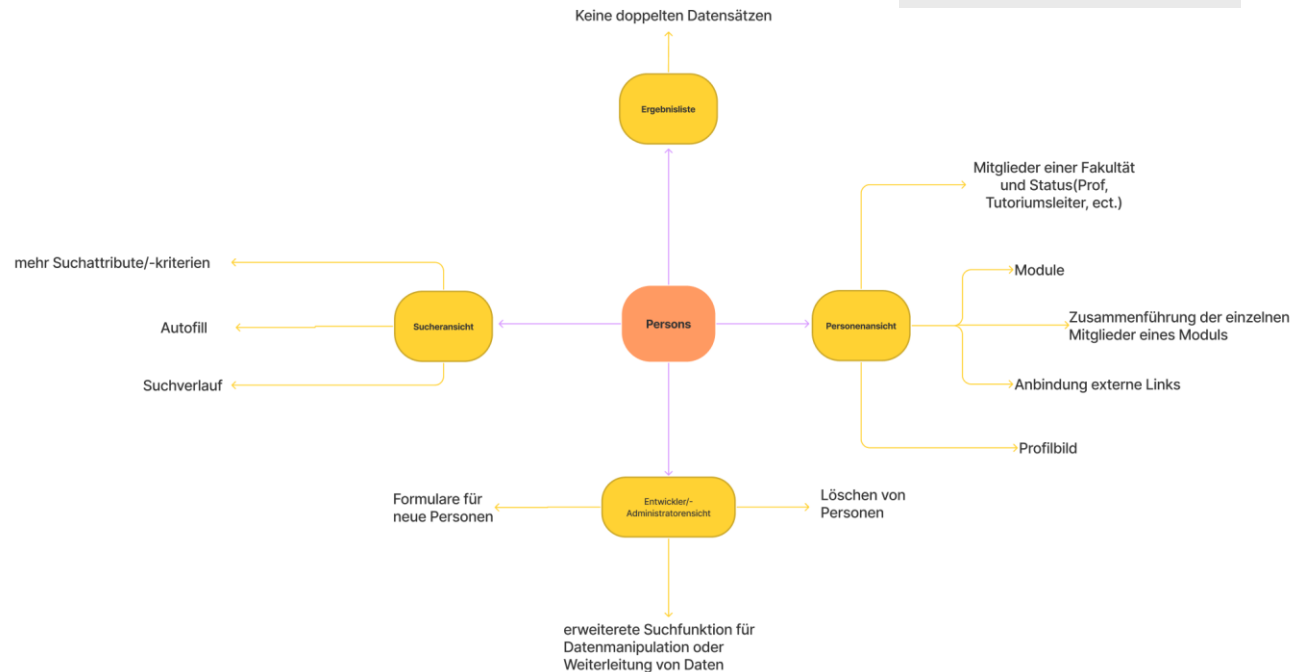 Keine doppelten Datensätzen
Ergebnisliste
Mitglieder einer Fakultät
und Status(Prof,
Tutoriumsleiter, ect.)
mehr Suchattribute/-kriterien
Module
Autofill
Sucheransicht
Persons
Personenansicht
Zusammenführung der einzelnen
Mitglieder eines Moduls
Suchverlauf
Anbindung externe Links
Profilbild
Formulare für
neue Personen
Entwickler/-
Administratorensicht
Löschen von
Personen
erweiterete Suchfunktion für
Datenmanipulation oder
Weiterleitung von Daten